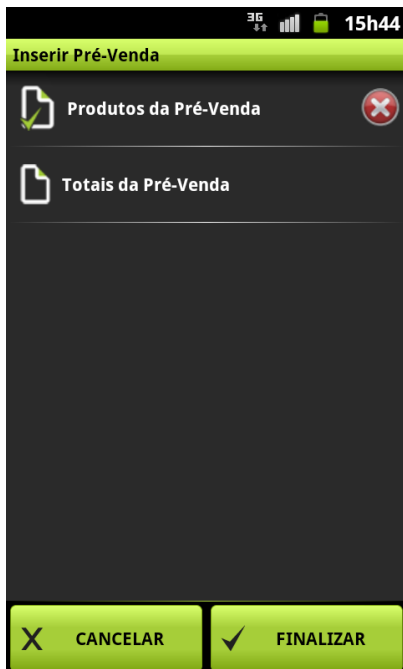 3G 15h44
Inserir Pré-Venda
Produtos da Pré-Venda
Totais da Pré-Venda
X CANCELAR FINALIZAR